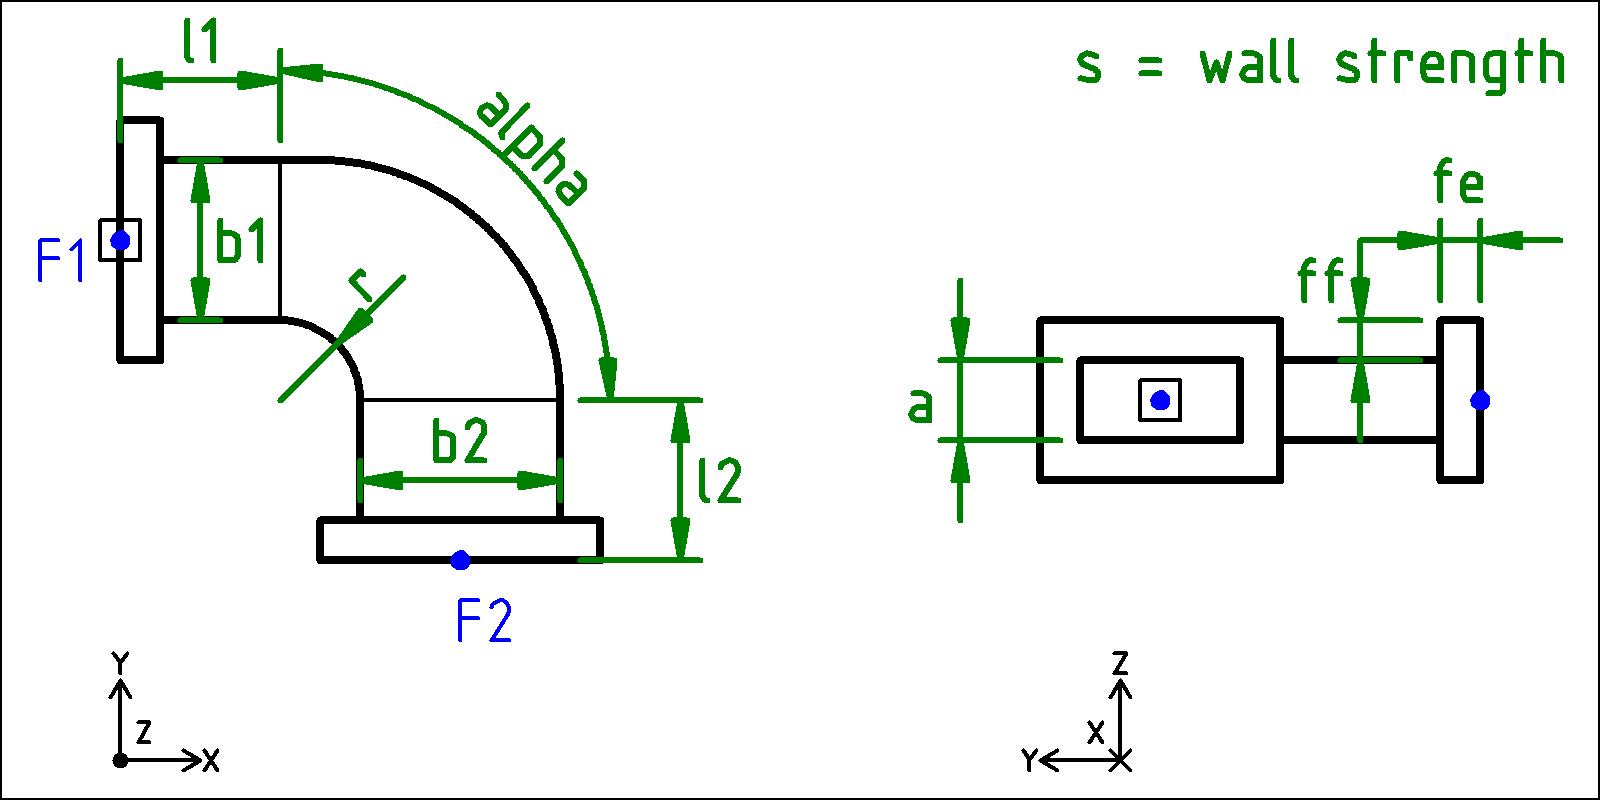 l1
s = wall strength
alpha
fe
b1
F1
r
ff
a
b2
l2
F2
Y
Z
X
Z
X
Y